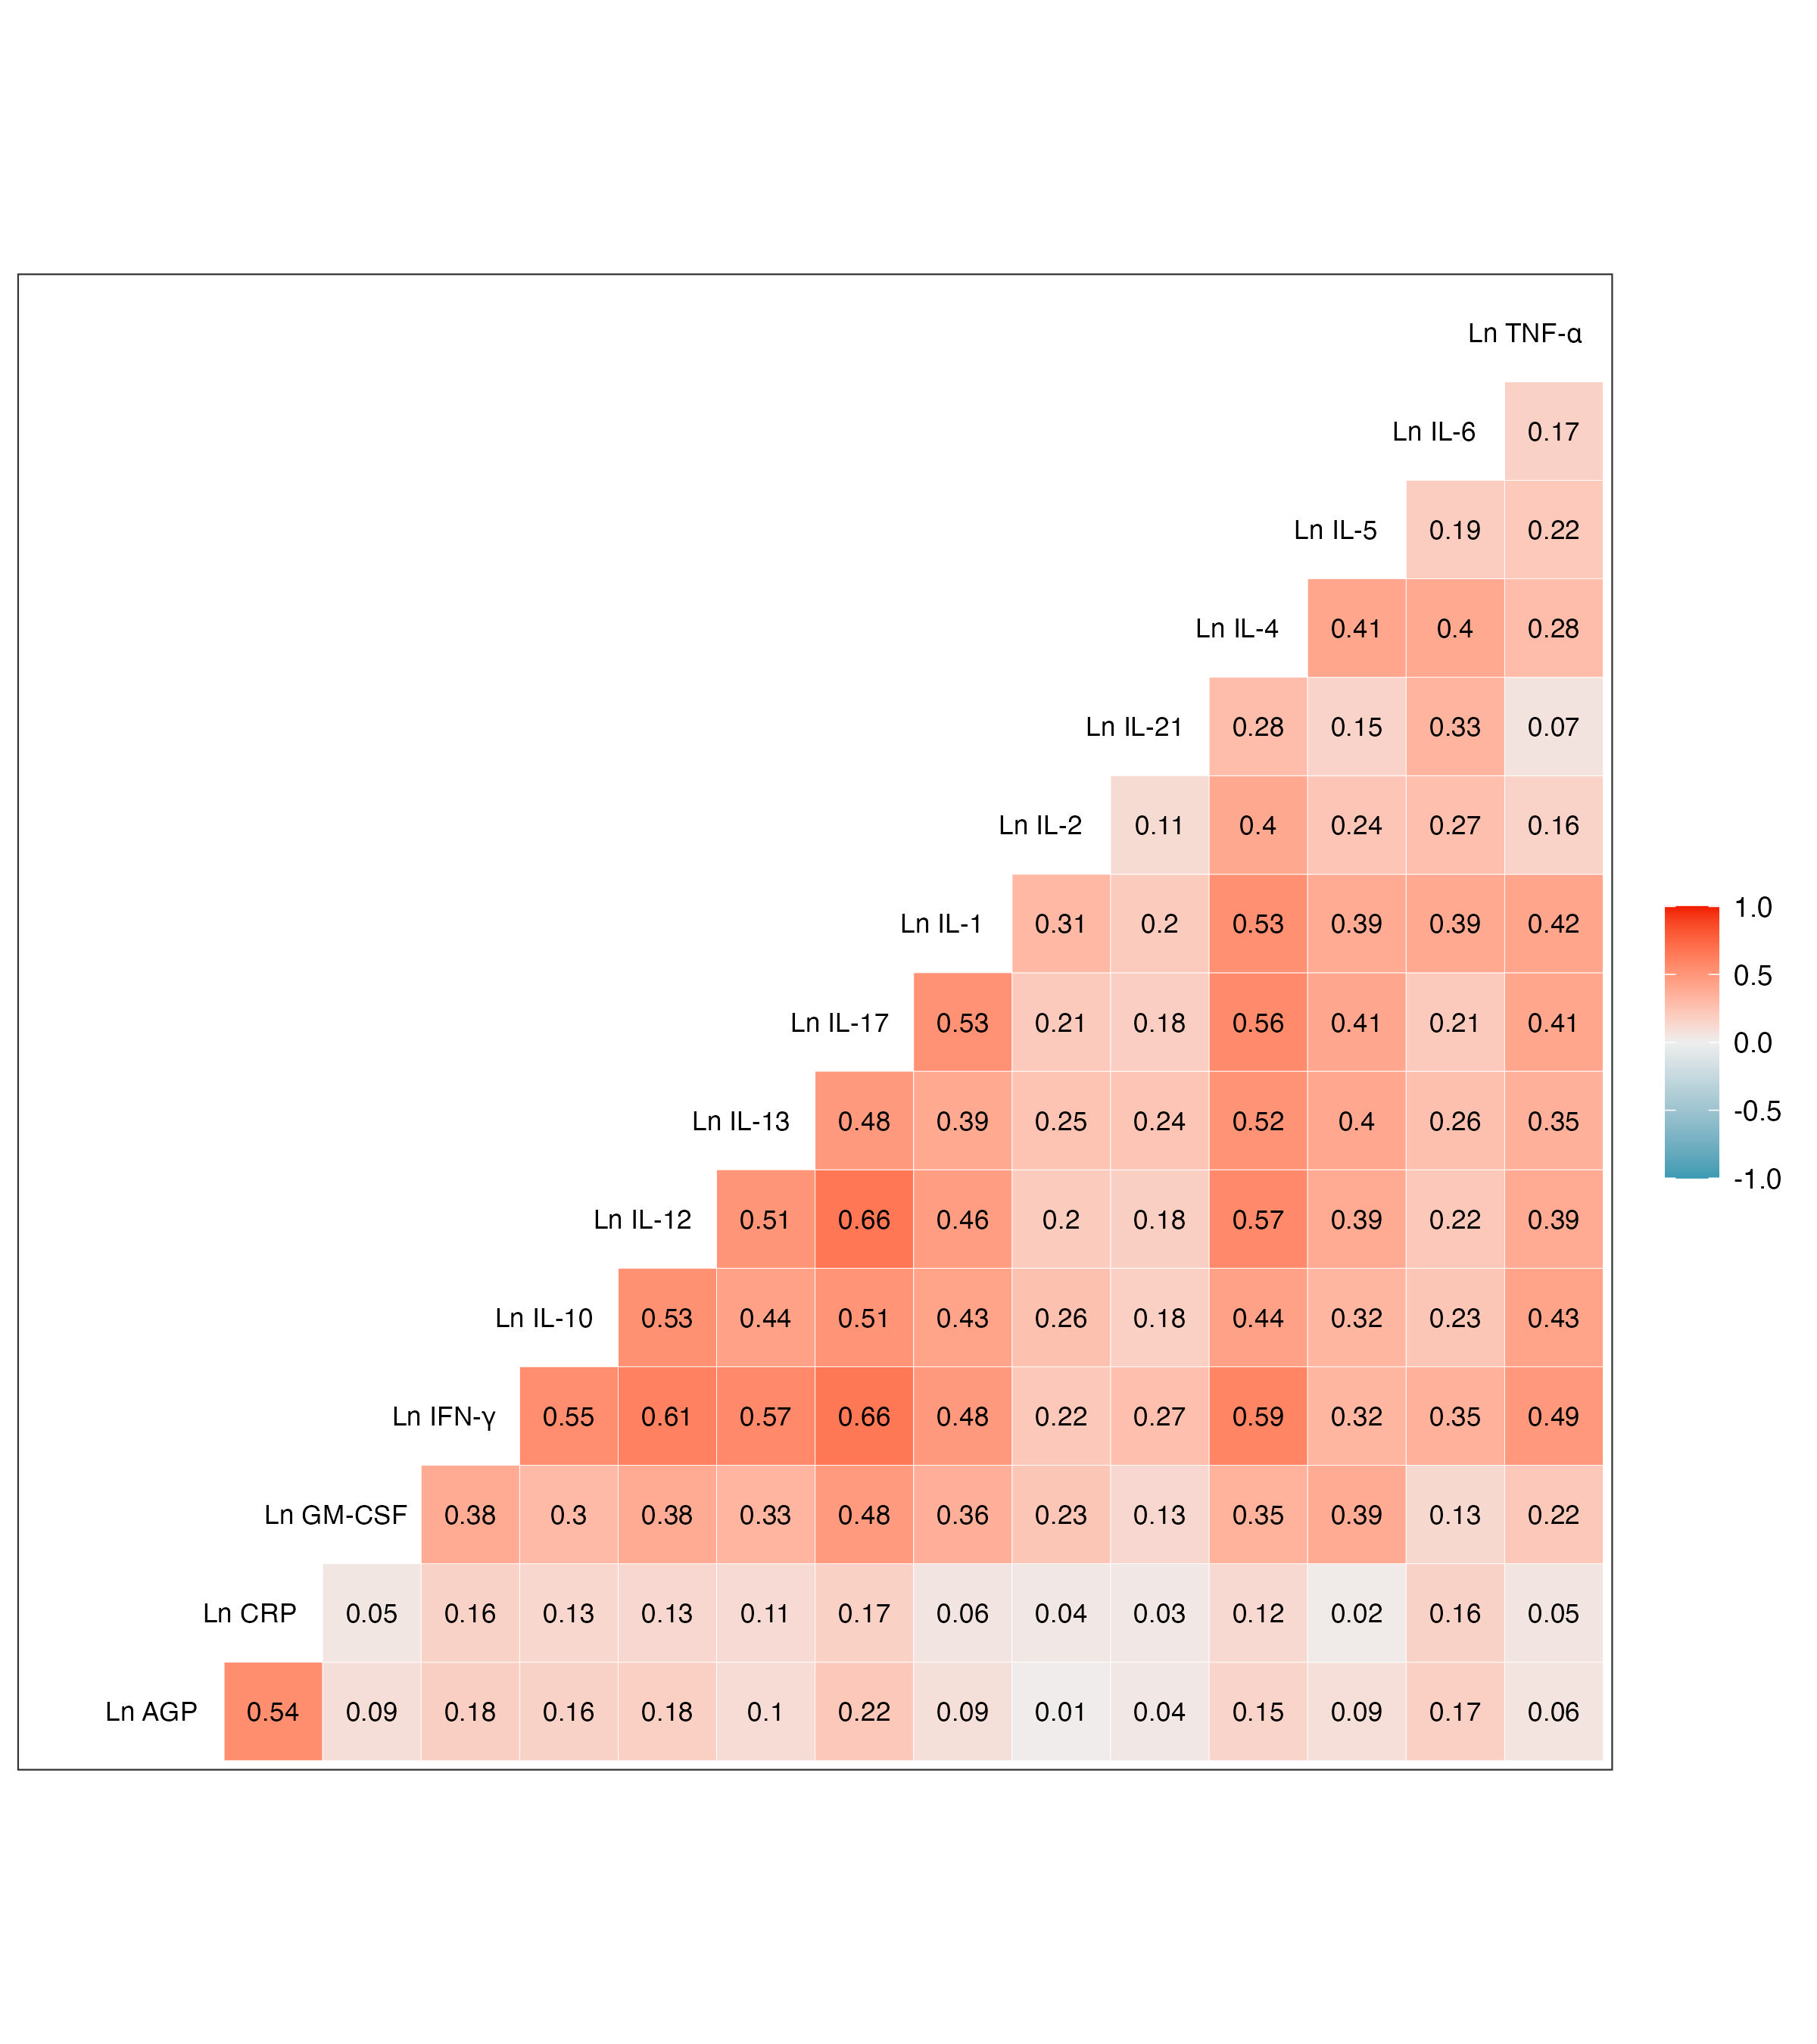 Ln TNF-α
Ln IL-6 0.17
Ln IL-5 0.19 0.22
Ln IL-4 0.41 0.4 0.28
Ln IL-21 0.28 0.15 0.33 0.07
Ln IL-2 0.11 0.4 0.24 0.27 0.16
Ln IL-1 0.31 0.2 0.53 0.39 0.39 0.42
Ln IL-17 0.53 0.21 0.18 0.56 0.41 0.21 0.41
Ln IL-13 0.48 0.39 0.25 0.24 0.52 0.4 0.26 0.35
Ln IL-12 0.51 0.66 0.46 0.2 0.18 0.57 0.39 0.22 0.39
Ln IL-10 0.53 0.44 0.51 0.43 0.26 0.18 0.44 0.32 0.23 0.43
Ln IFN-γ 0.55 0.61 0.57 0.66 0.48 0.22 0.27 0.59 0.32 0.35 0.49
Ln GM-CSF 0.38 0.3 0.38 0.33 0.48 0.36 0.23 0.13 0.35 0.39 0.13 0.22
Ln CRP 0.05 0.16 0.13 0.13 0.11 0.17 0.06 0.04 0.03 0.12 0.02 0.16 0.05
Ln AGP 0.54 0.09 0.18 0.16 0.18 0.1 0.22 0.09 0.01 0.04 0.15 0.09 0.17 0.06
1.0
0.5
0.0
-0.5
-1.0